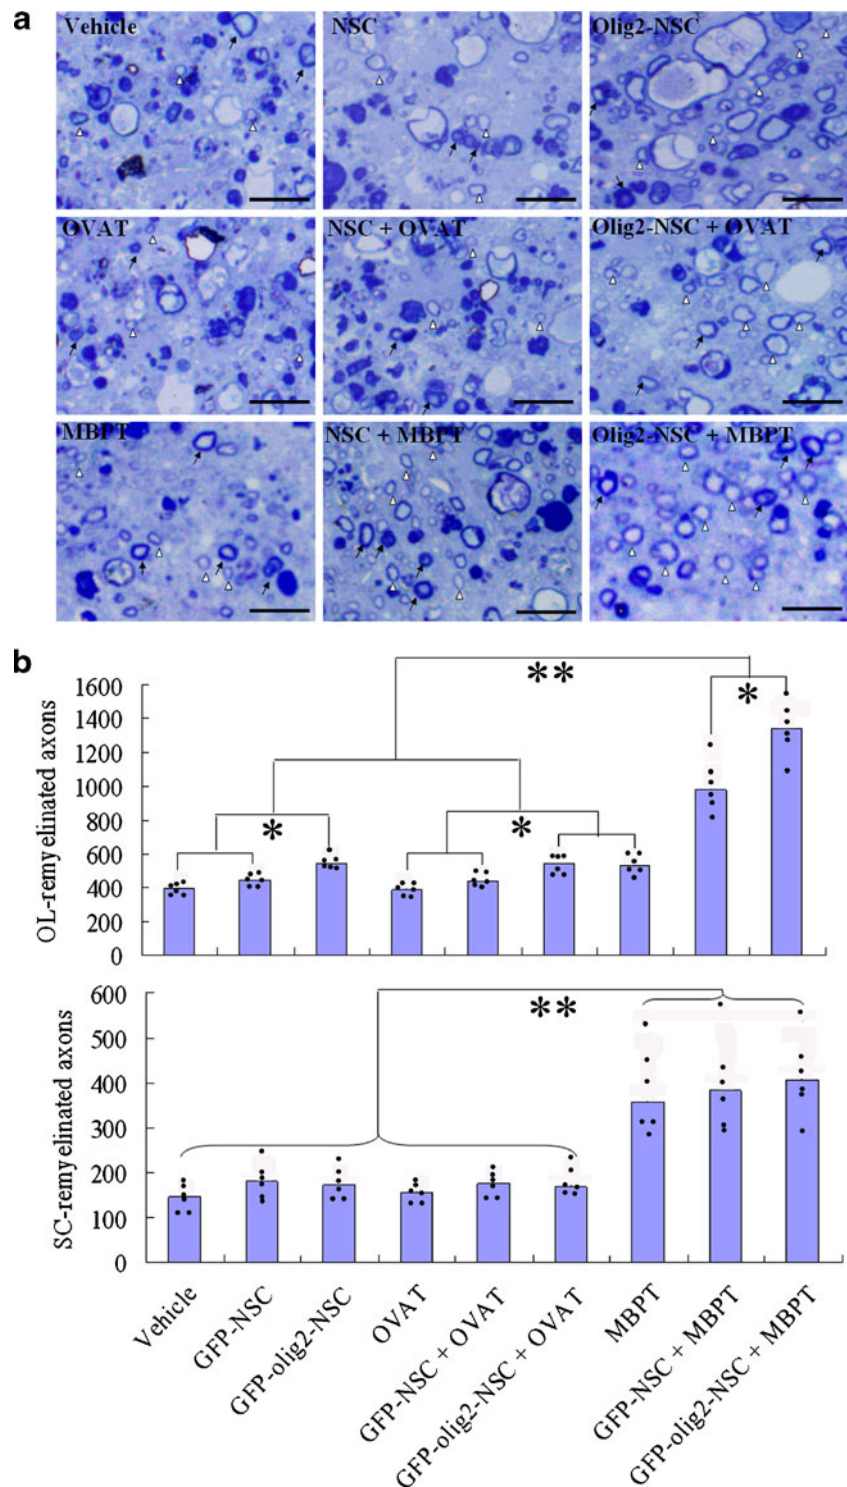 a
Vehicle
NSC
Olig2-NSC
OVAT
NSC + OVAT
Olig2-NSC + OVAT
MBPT
NSC + MBPT
Olig2-NSC + MBPT
b
OL-remyelinated axons
1600
1400
1200
1000
800
600
400
200
0
**
*
*
*
SC-remyelinated axons
600
500
400
300
200
100
0
**
Vehicle
GFP-NSC
GFP-olig2-NSC
OVAT
GFP-NSC + OVAT
GFP-olig2-NSC + OVAT
MBPT
GFP-NSC + MBPT
GFP-olig2-NSC + MBPT